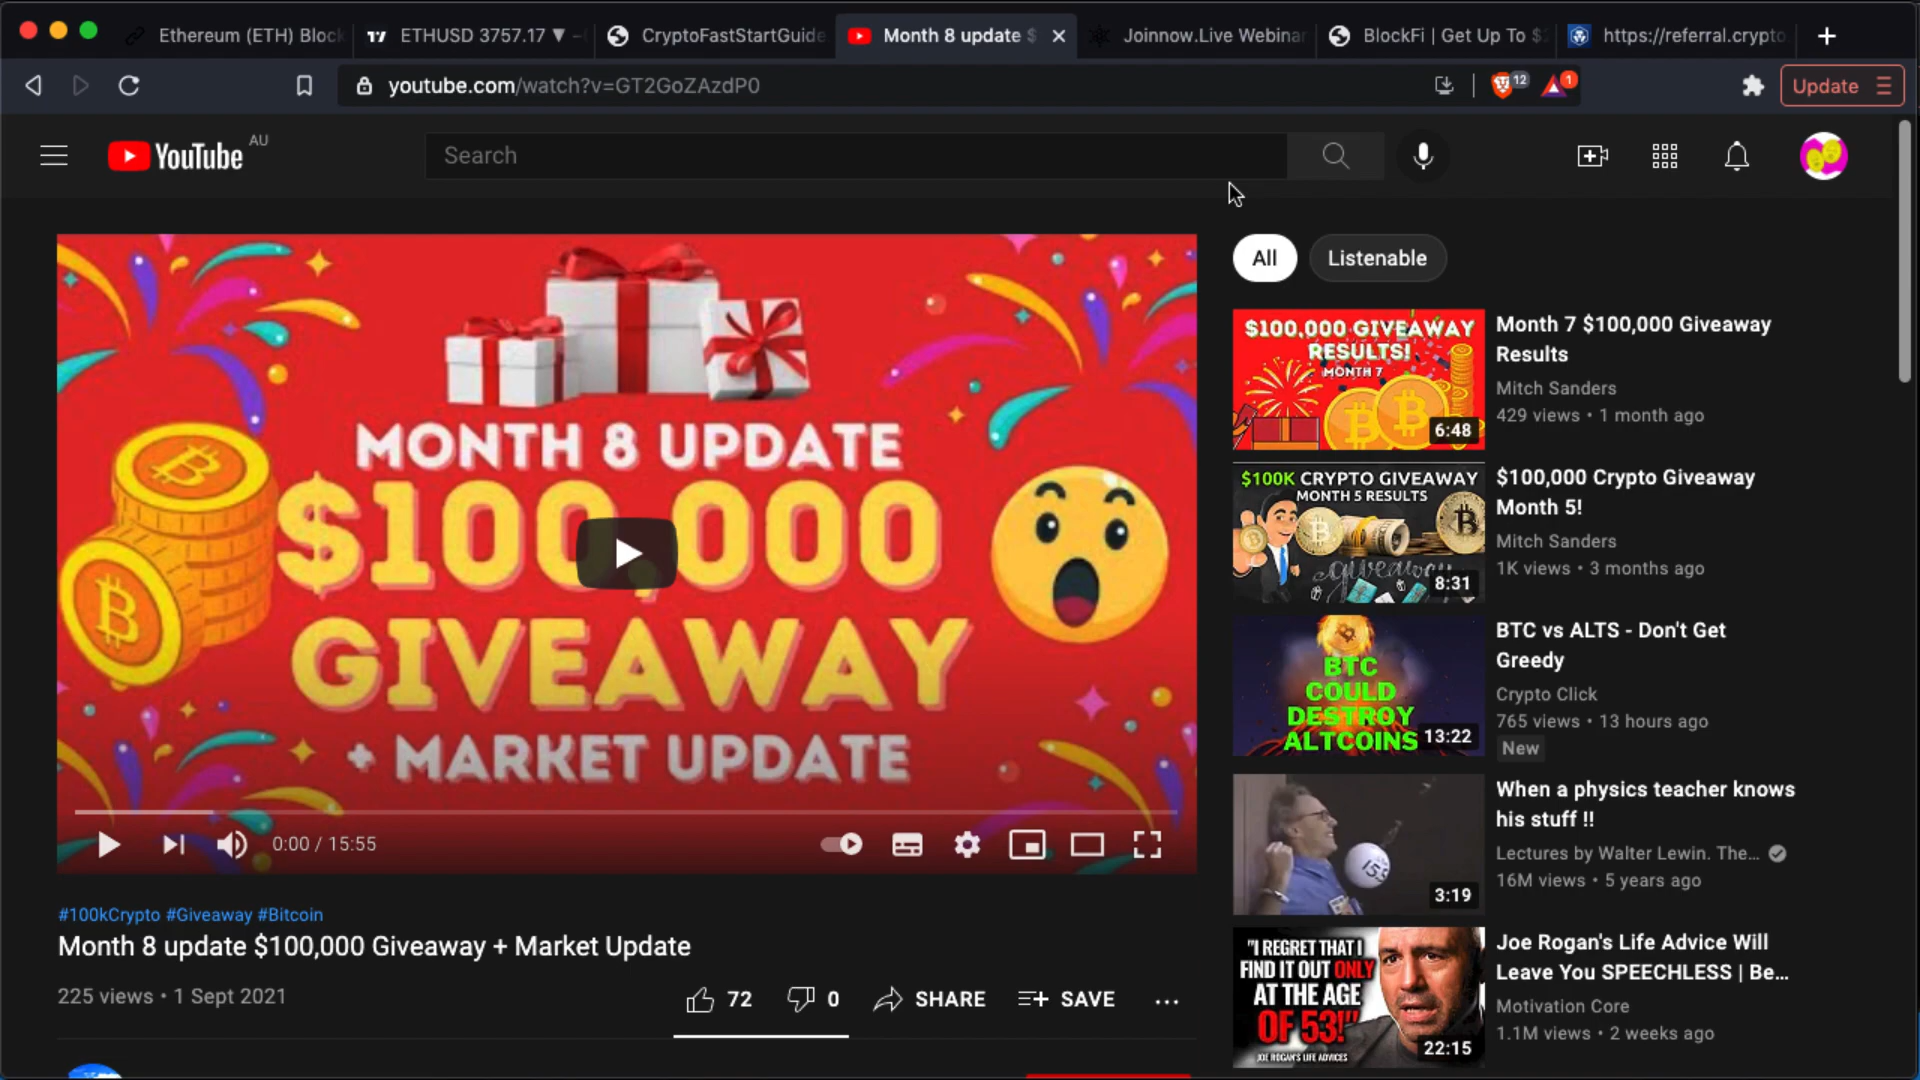 Ethereum (ETH) Block
ETHUSD 3757.17 ▼ -
CryptoFastStartGuide
Month 8 update $
Joinnow.Live Webinar
BlockFi | Get Up To $2
https://referral.crypto.
youtube.com/watch?v=GT2GoZAzdP0
12
1
Update
YouTube AU
Search
MONTH 8 UPDATE
$100,000
GIVEAWAY
+ MARKET UPDATE
0:00 / 15:55
#100kCrypto #Giveaway #Bitcoin
Month 8 update $100,000 Giveaway + Market Update
225 views • 1 Sept 2021
72
0
SHARE
SAVE
All
Listenable
$100,000 GIVEAWAY
RESULTS!
MONTH 7
6:48
Month 7 $100,000 Giveaway
Results
Mitch Sanders
429 views • 1 month ago
$100K CRYPTO GIVEAWAY
MONTH 5 RESULTS
giveaway
8:31
$100,000 Crypto Giveaway
Month 5!
Mitch Sanders
1K views • 3 months ago
BTC
COULD
DESTROY
ALTCOINS
13:22
BTC vs ALTS - Don't Get
Greedy
Crypto Click
765 views • 13 hours ago
New
153
3:19
When a physics teacher knows
his stuff !!
Lectures by Walter Lewin. The...
16M views • 5 years ago
"I REGRET THAT I
FIND IT OUT ONLY
AT THE AGE
OF 53!"
JOE ROGAN'S LIFE ADVICES
22:15
Joe Rogan's Life Advice Will
Leave You SPEECHLESS | Be...
Motivation Core
1.1M views • 2 weeks ago